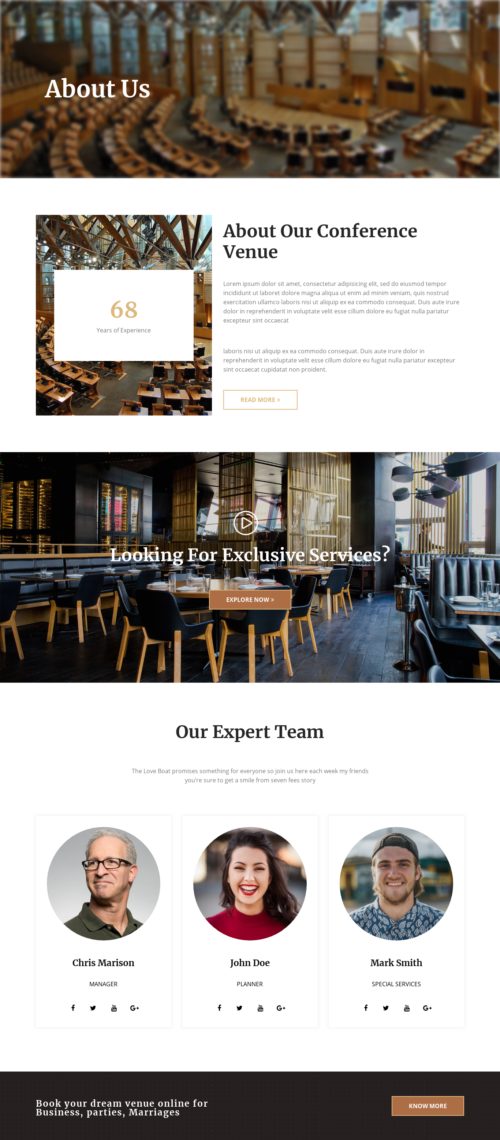 About Us
About Our Conference
Venue
68
Years of Experience
Lorem ipsum dolor sit amet, consectetur adipisicing elit, sed do eiusmod tempor
incididunt ut laboret dolore magna aliqua ut enim ad minim veniam, quis nostrud
exercitation ullamco laboris ut aliquip ex ea commodo consequat. Duis aute irure
dolor in reprehenderit in voluptate velit esse cillum dolore eu fugiat nulla pariatur
excepteur sint occaecat
laboris nisi ut aliquip ex ea commodo consequat. Duis aute irure dolor in
reprehenderit in voluptate velit esse cillum dolore eu fugiat nulla pariatur excepteur
sint occaecat cupidatat non proident.
READ MORE »
Looking For Exclusive Services?
EXPLORE NOW »
Our Expert Team
The Love Boat promises something for everyone so join us here each week my friends
you're sure to get a smile from seven fees story
Chris Marison
MANAGER
John Doe
PLANNER
Mark Smith
SPECIAL SERVICES
Book your dream venue online for
Business, parties, Marriages
KNOW MORE